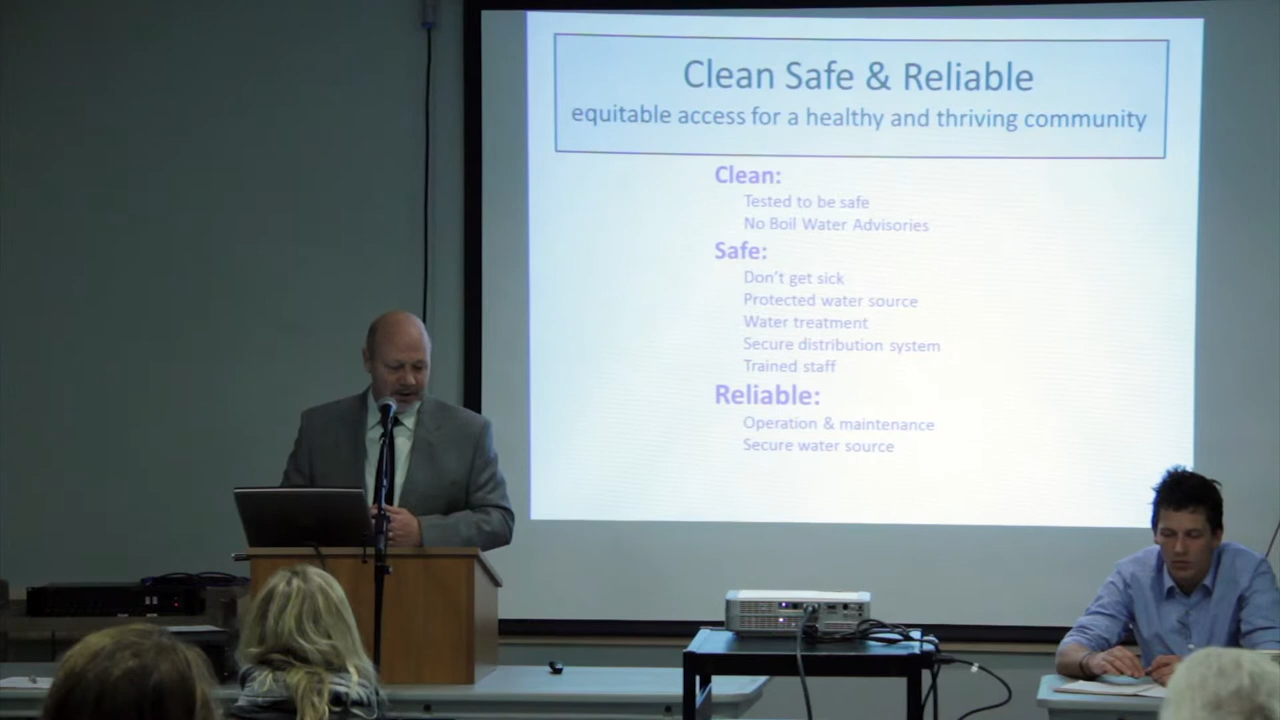 Clean Safe & Reliable
equitable access for a healthy and thriving community
Clean:
Tested to be safe
No Boil Water Advisories
Safe:
Don't get sick
Protected water source
Water treatment
Secure distribution system
Trained staff
Reliable:
Operation & maintenance
Secure water source